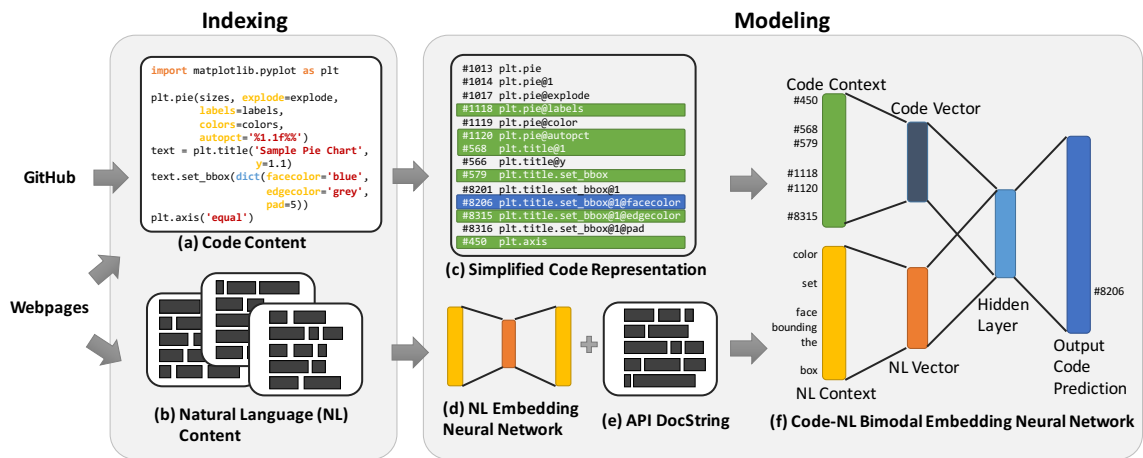 Indexing
Modeling
GitHub
Webpages
import matplotlib.pyplot as plt
plt.pie(sizes, explode=explode,
labels=labels,
colors=colors,
autopct='%1.1f%%')
text = plt.title('Sample Pie Chart',
y=1.1)
text.set_bbox(dict(facecolor='blue',
edgecolor='grey',
pad=5))
plt.axis('equal')
(a) Code Content
(b) Natural Language (NL)
Content
#1013 plt.pie
#1014 plt.pie@1
#1017 plt.pie@explode
#1118 plt.pie@labels
#1119 plt.pie@color
#1120 plt.pie@autopct
#568 plt.title@1
#566 plt.title@y
#579 plt.title.set_bbox
#8201 plt.title.set_bbox@1
#8206 plt.title.set_bbox@1@facecolor
#8315 plt.title.set_bbox@1@edgecolor
#8316 plt.title.set_bbox@1@pad
#450 plt.axis
(c) Simplified Code Representation
(d) NL Embedding
Neural Network
(e) API DocString
Code Context
#450
#568
#579
#1118
#1120
#8315
Code Vector
color
set
face
bounding
the
box
NL Context
NL Vector
Hidden
Layer
#8206
Output
Code
Prediction
(f) Code-NL Bimodal Embedding Neural Network